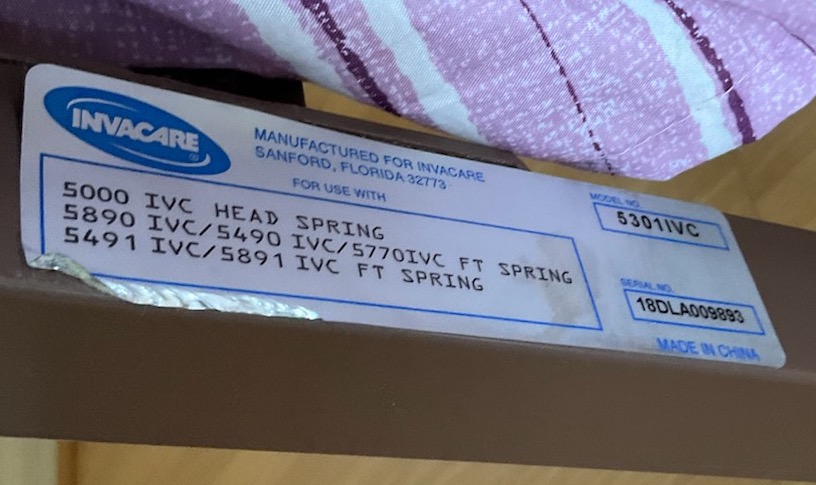 INVACARE ®
MANUFACTURED FOR INVACARE
SANFORD, FLORIDA 32773
FOR USE WITH
5000 IVC HEAD SPRING
5890 IVC/5490 IVC/5770IVC FT SPRING
5491 IVC/5891 IVC FT SPRING
MODEL NO.
5301IVC
SERIAL NO.
18DLA009893
MADE IN CHINA